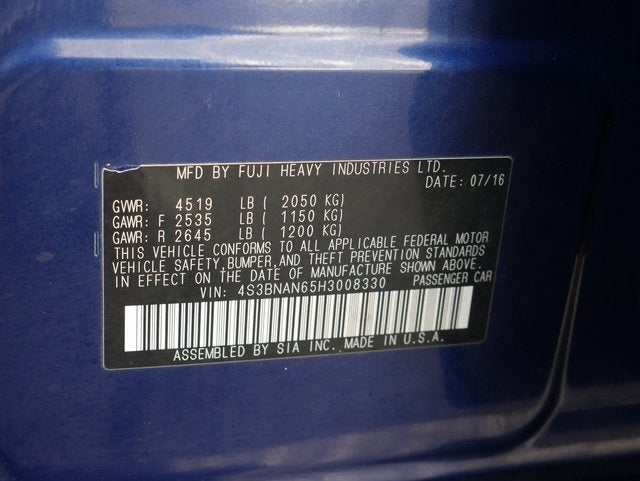 MFD BY FUJI HEAVY INDUSTRIES LTD.
DATE: 07/16
GVWR: 4519 LB ( 2050 KG)
GAWR: F 2535 LB ( 1150 KG)
GAWR: R 2645 LB ( 1200 KG)
THIS VEHICLE CONFORMS TO ALL APPLICABLE FEDERAL MOTOR
VEHICLE SAFETY,BUMPER,AND THEFT PREVENTION STANDARDS
IN EFFECT ON THE DATE OF MANUFACTURE SHOWN ABOVE.
VIN: 4S3BNAN65H3008330 PASSENGER CAR
ASSEMBLED BY SIA INC. MADE IN U.S.A.